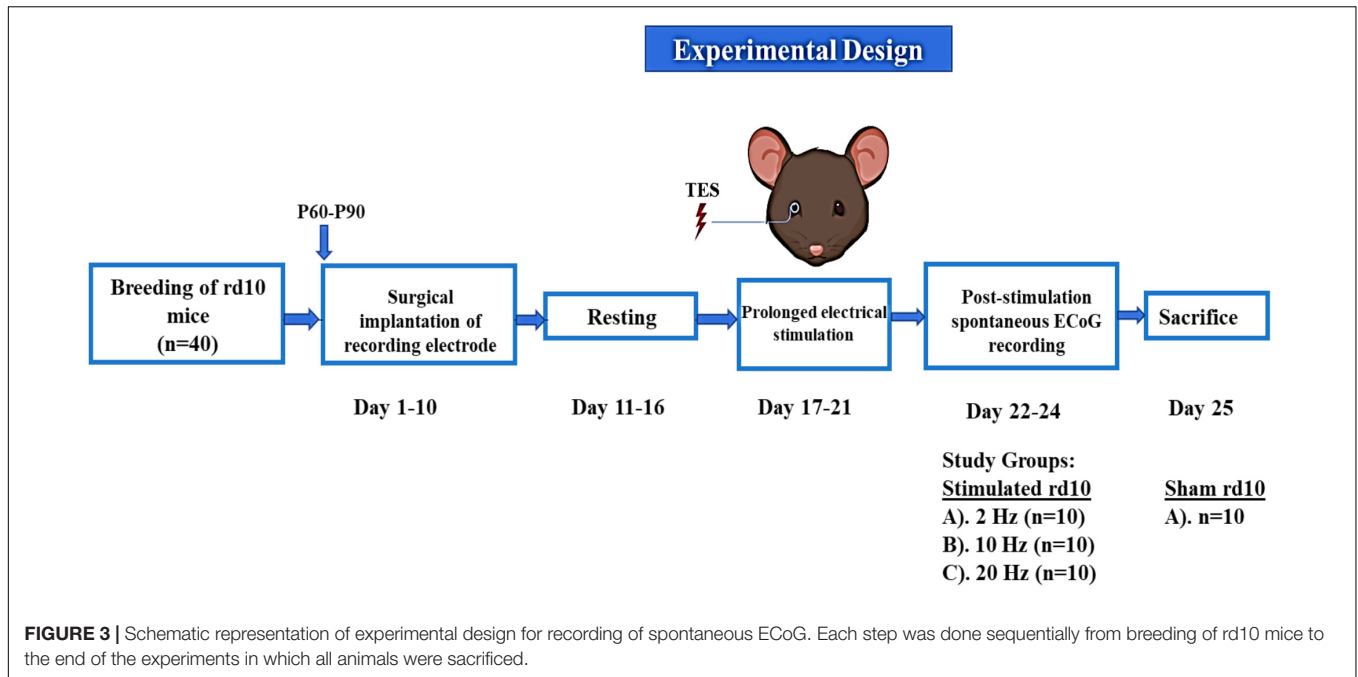 Experimental Design
TES
P60-P90
Breeding of rd10
mice
(n=40)
Surgical
implantation of
recording electrode
Resting
Prolonged electrical
stimulation
Post-stimulation
spontaneous ECoG
recording
Sacrifice
Day 1-10
Day 11-16
Day 17-21
Day 22-24
Day 25
Study Groups:
Stimulated rd10
A). 2 Hz (n=10)
B). 10 Hz (n=10)
C). 20 Hz (n=10)
Sham rd10
A). n=10
FIGURE 3 | Schematic representation of experimental design for recording of spontaneous ECoG. Each step was done sequentially from breeding of rd10 mice to
the end of the experiments in which all animals were sacrificed.